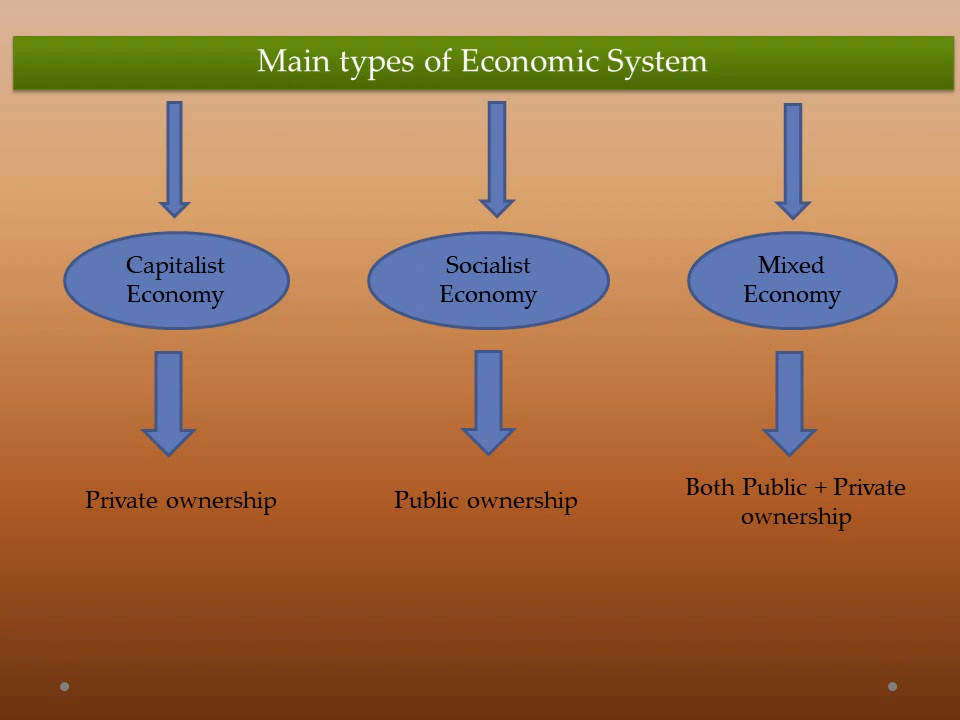 Main types of Economic System
Capitalist
Economy
Socialist
Economy
Mixed
Economy
Private ownership
Public ownership
Both Public + Private
ownership